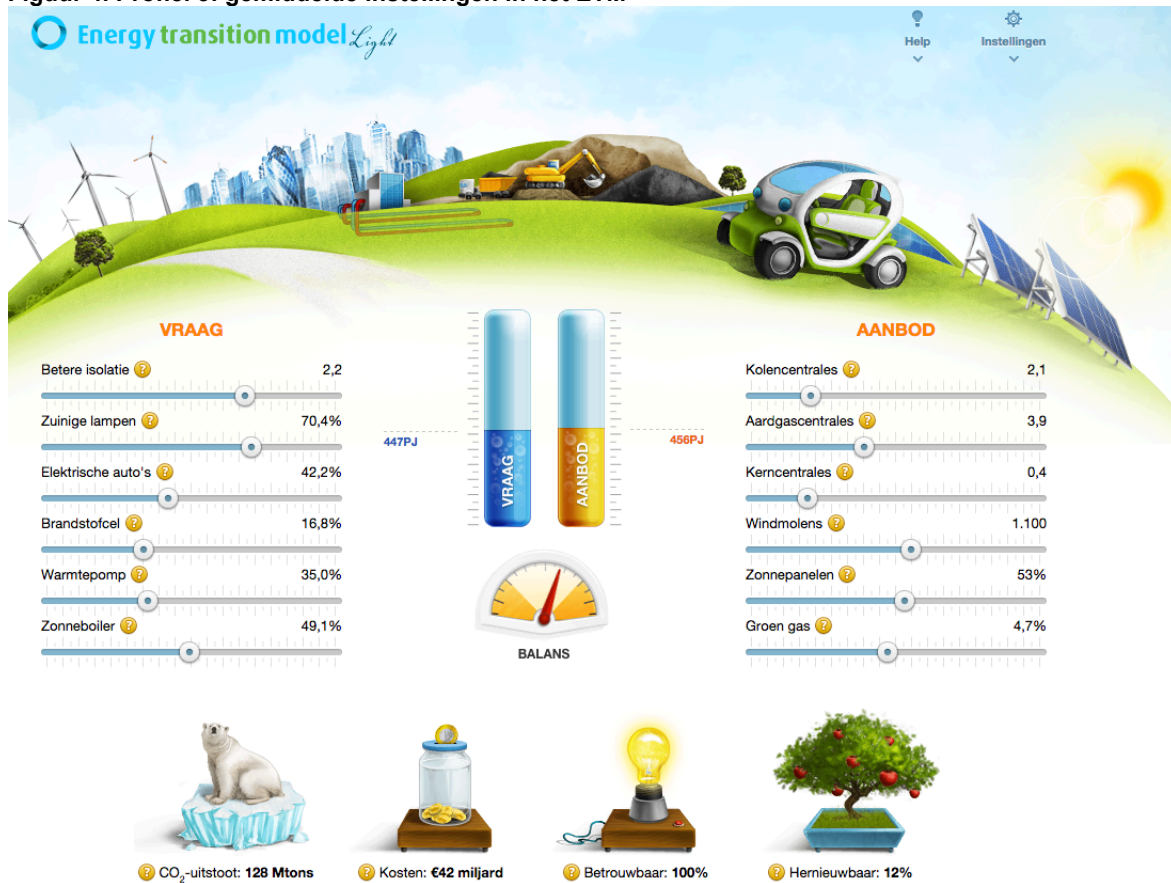 Energy transition model Light
Help
Instellingen
VRAAG
AANBOD
Betere isolatie ? 2,2
Zuinige lampen ? 70,4%
Elektrische auto's ? 42,2%
Brandstofcel ? 16,8%
Warmtepomp ? 35,0%
Zonneboiler ? 49,1%
447PJ
VRAAG
AANBOD
456PJ
BALANS
Kolencentrales ? 2,1
Aardgascentrales ? 3,9
Kerncentrales ? 0,4
Windmolens ? 1.100
Zonnepanelen ? 53%
Groen gas ? 4,7%
? CO₂-uitstoot: 128 Mtons
? Kosten: €42 miljard
? Betrouwbaar: 100%
? Hernieuwbaar: 12%